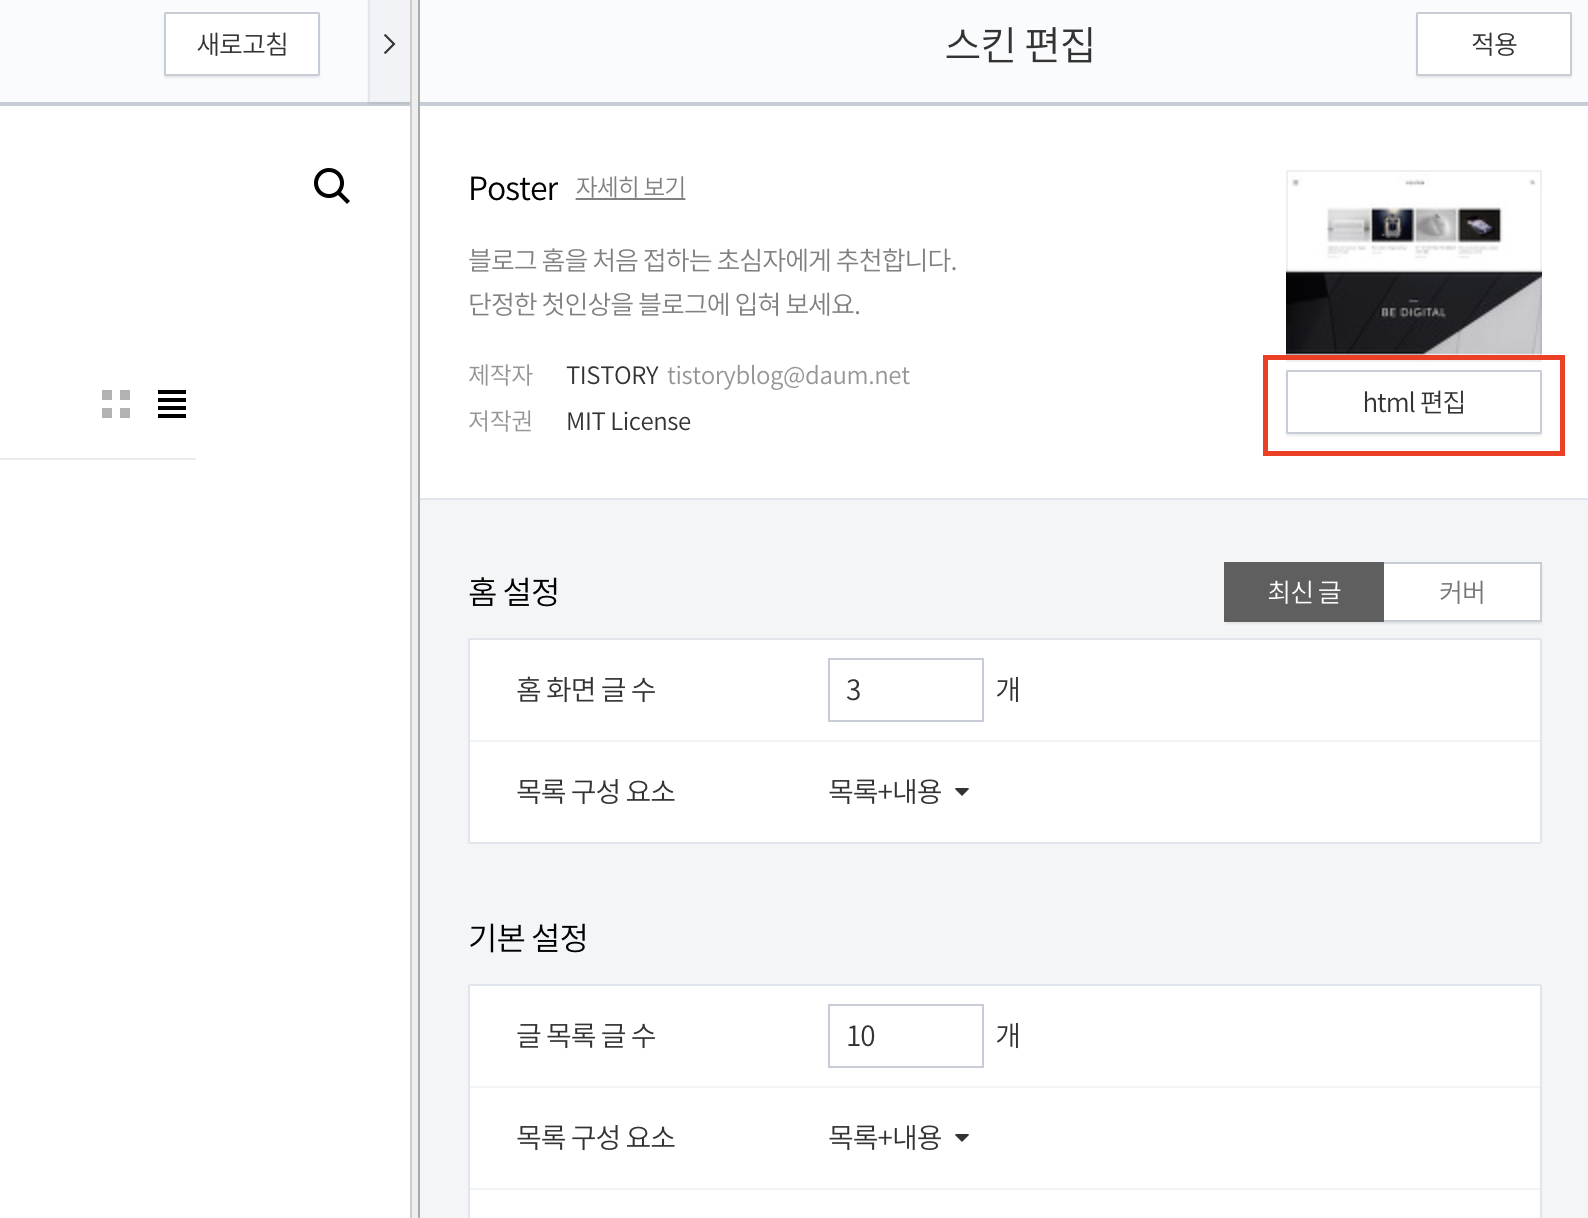 새로고침
스킨 편집
적용
Poster 자세히 보기
블로그 홈을 처음 접하는 초심자에게 추천합니다.
단정한 첫인상을 블로그에 입혀 보세요.
제작자 TISTORY tistoryblog@daum.net
저작권 MIT License
BE DIGITAL
html 편집
홈 설정
최신 글
커버
홈 화면 글 수 3 개
목록 구성 요소 목록+내용
기본 설정
글 목록 글 수 10 개
목록 구성 요소 목록+내용